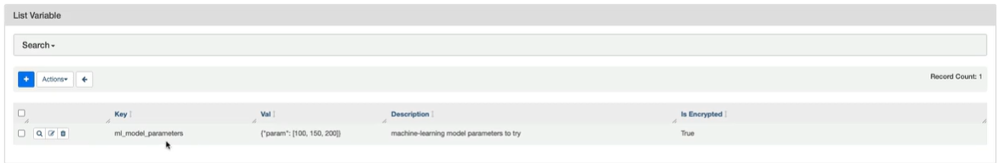 List Variable
Search
Actions
Record Count: 1
Key Val Description Is Encrypted
ml_model_parameters {"param": [100, 150, 200]} machine-learning model parameters to try True